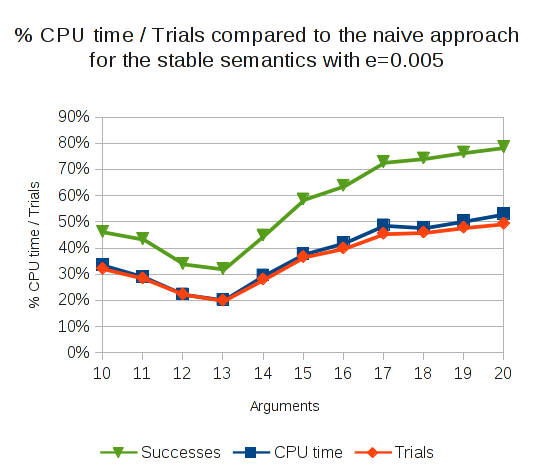 % CPU time / Trials compared to the naive approach
for the stable semantics with e=0.005
90%
80%
70%
60%
50%
40%
30%
20%
10%
0%
% CPU time / Trials
10 11 12 13 14 15 16 17 18 19 20
Arguments
Successes CPU time Trials